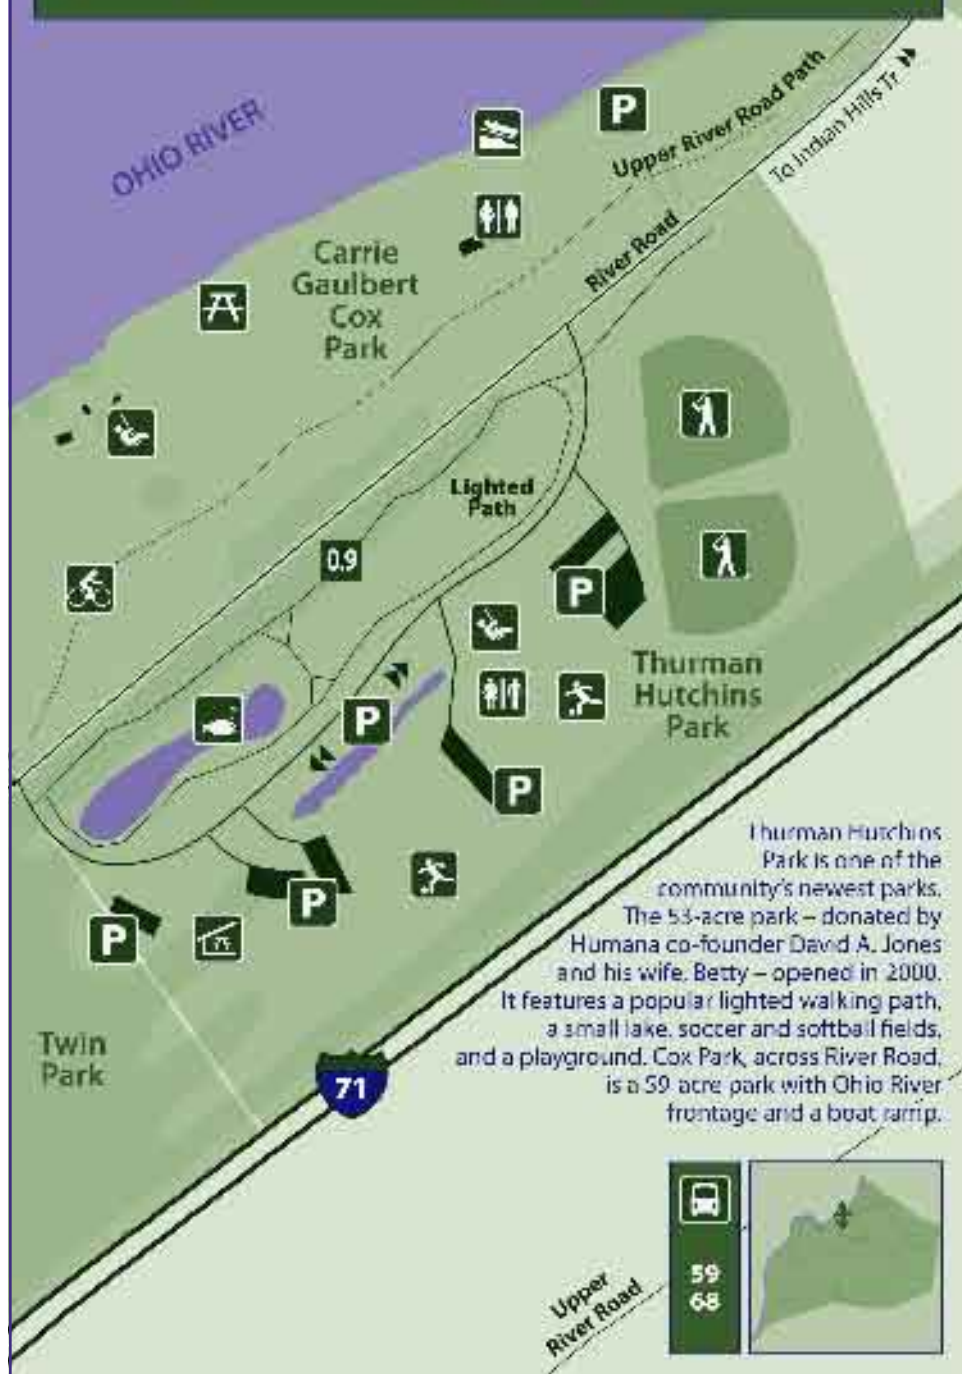 OHIO RIVER
P
Upper River Road Path
To Indian Hills Tr
River Road
Carrie
Gaulbert
Cox
Park
Lighted
Path
0.9
P
Thurman
Hutchins
Park
P
P
P
P
Twin
Park
71
Thurman Hutchins
Park is one of the
community's newest parks.
The 53-acre park – donated by
Humana co-founder David A. Jones
and his wife, Betty – opened in 2000.
It features a popular lighted walking path,
a small lake, soccer and softball fields,
and a playground. Cox Park, across River Road,
is a 59 acre park with Ohio River
frontage and a boat ramp.
59
68
Upper
River Road